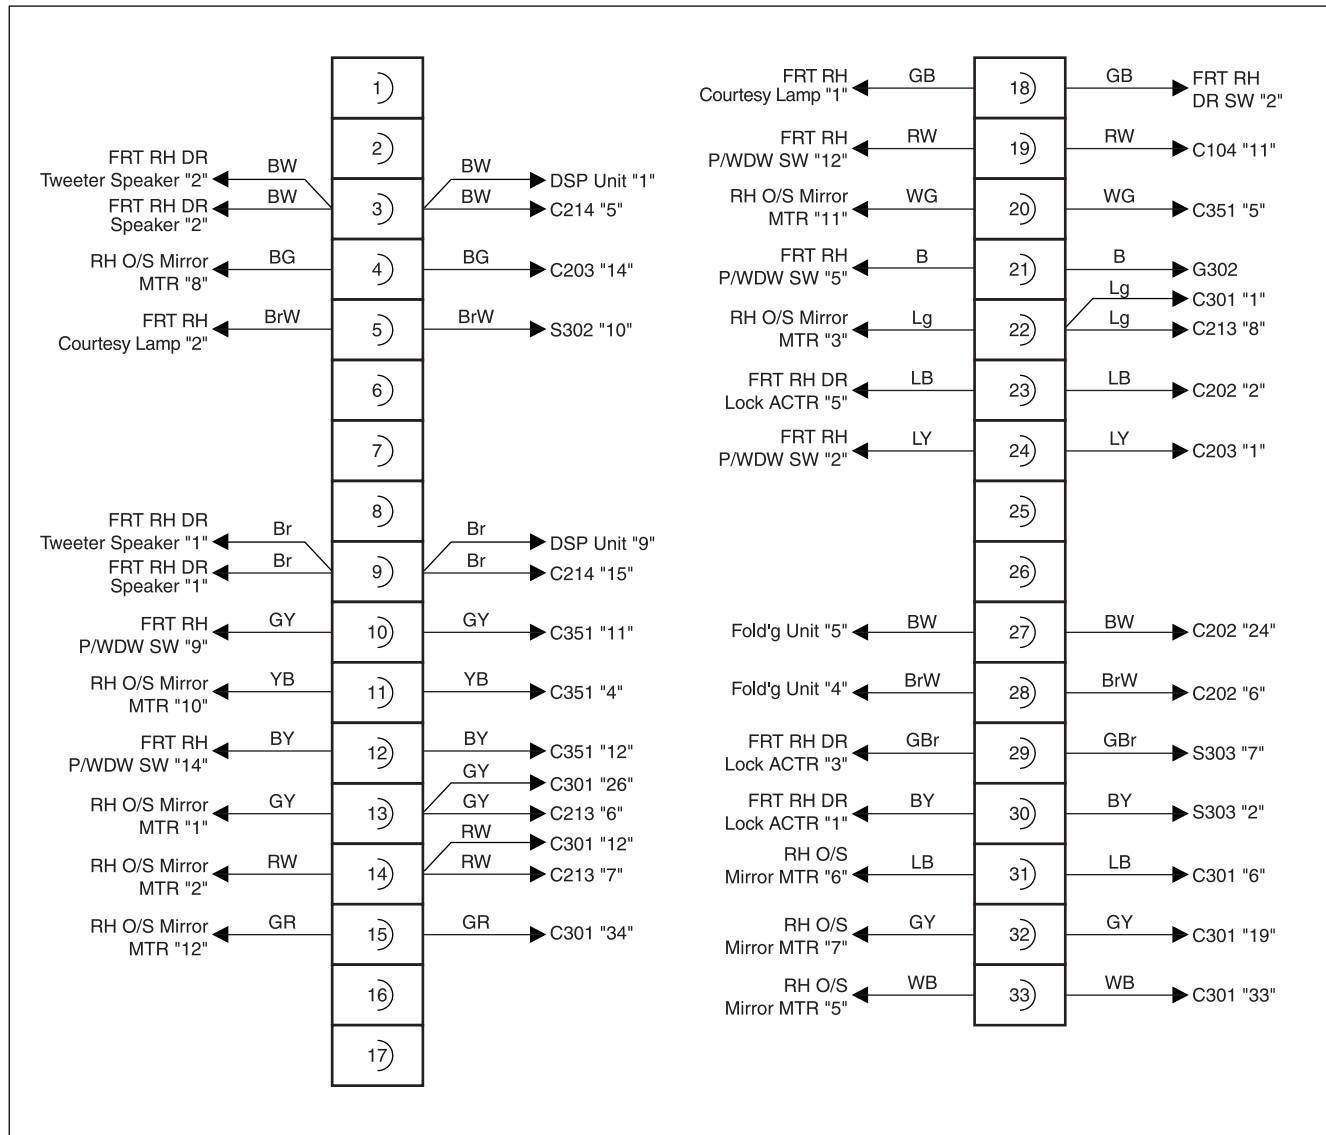 1
2
FRT RH DR
Tweeter Speaker "2"
BW
BW
DSP Unit "1"
FRT RH DR
Speaker "2"
BW
3
BW
C214 "5"
RH O/S Mirror
MTR "8"
BG
4
BG
C203 "14"
FRT RH
Courtesy Lamp "2"
BrW
5
BrW
S302 "10"
6
7
8
FRT RH DR
Tweeter Speaker "1"
Br
Br
DSP Unit "9"
FRT RH DR
Speaker "1"
Br
9
Br
C214 "15"
FRT RH
P/WDW SW "9"
GY
10
GY
C351 "11"
RH O/S Mirror
MTR "10"
YB
11
YB
C351 "4"
FRT RH
P/WDW SW "14"
BY
12
BY
C351 "12"
GY
C301 "26"
RH O/S Mirror
MTR "1"
GY
13
GY
C213 "6"
RW
C301 "12"
RH O/S Mirror
MTR "2"
RW
14
RW
C213 "7"
RH O/S Mirror
MTR "12"
GR
15
GR
C301 "34"
16
17
FRT RH
Courtesy Lamp "1"
GB
18
GB
FRT RH
DR SW "2"
FRT RH
P/WDW SW "12"
RW
19
RW
C104 "11"
RH O/S Mirror
MTR "11"
WG
20
WG
C351 "5"
FRT RH
P/WDW SW "5"
B
21
B
G302
Lg
C301 "1"
RH O/S Mirror
MTR "3"
Lg
22
Lg
C213 "8"
FRT RH DR
Lock ACTR "5"
LB
23
LB
C202 "2"
FRT RH
P/WDW SW "2"
LY
24
LY
C203 "1"
25
26
Fold'g Unit "5"
BW
27
BW
C202 "24"
Fold'g Unit "4"
BrW
28
BrW
C202 "6"
FRT RH DR
Lock ACTR "3"
GBr
29
GBr
S303 "7"
FRT RH DR
Lock ACTR "1"
BY
30
BY
S303 "2"
RH O/S
Mirror MTR "6"
LB
31
LB
C301 "6"
RH O/S
Mirror MTR "7"
GY
32
GY
C301 "19"
RH O/S
Mirror MTR "5"
WB
33
WB
C301 "33"